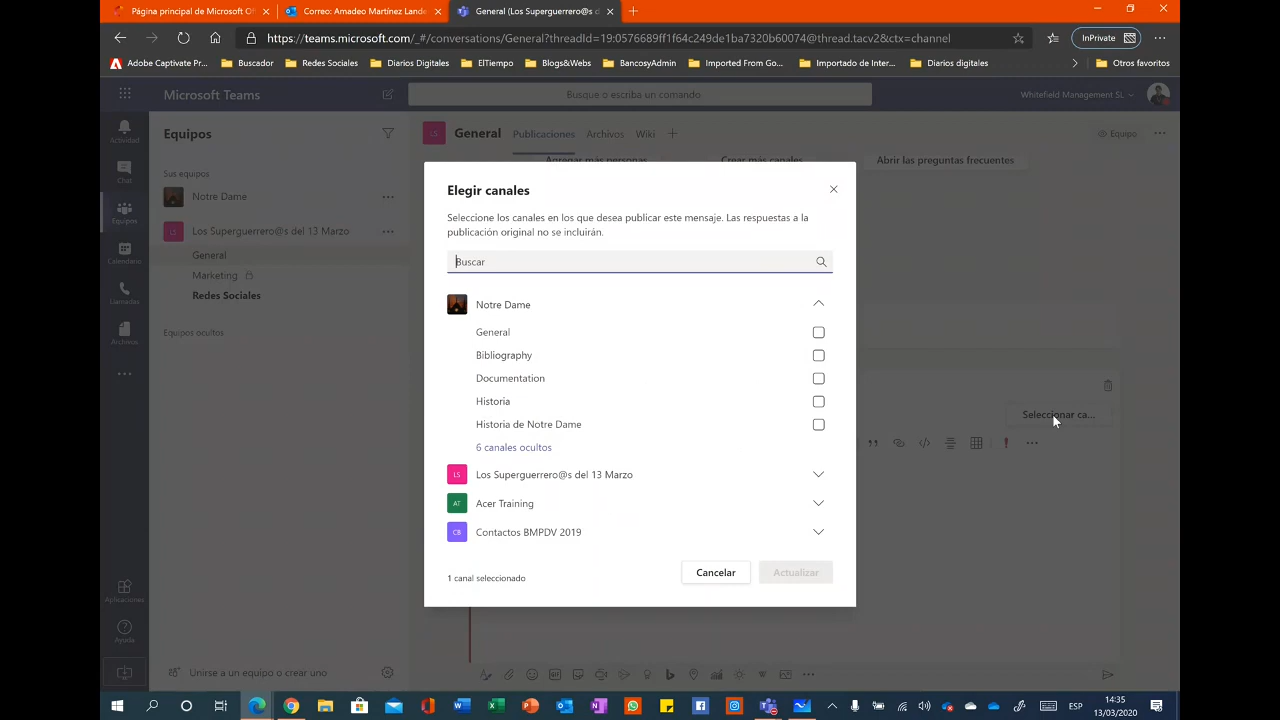 Página principal de Microsoft Of
Correo: Amadeo Martínez Lande
General (Los Superguerrero@s d
https://teams.microsoft.com/_#/conversations/General?threadId=19:0576689ff1f64c249de1ba7320b60074@thread.tacv2&ctx=channel
InPrivate
Adobe Captivate Pr...
Buscador
Redes Sociales
Diarios Digitales
ElTiempo
Blogs&Webs
BancosyAdmin
Imported From Go...
Importado de Inter...
Diarios digitales
Otros favoritos
Microsoft Teams
Busque o escriba un comando
Whitefield Management SL
Actividad
Chat
Equipos
Calendario
Llamadas
Archivos
Aplicaciones
Ayuda
Equipos
Sus equipos
Notre Dame
LS Los Superguerrero@s del 13 Marzo
General
Marketing
Redes Sociales
Equipos ocultos
Unirse a un equipo o crear uno
LS General
Publicaciones
Archivos
Wiki
Equipo
Agregar más personas
Crear más canales
Abrir las preguntas frecuentes
Seleccionar ca...
Elegir canales
Seleccione los canales en los que desea publicar este mensaje. Las respuestas a la
publicación original no se incluirán.
Buscar
Notre Dame
General
Bibliography
Documentation
Historia
Historia de Notre Dame
6 canales ocultos
LS Los Superguerrero@s del 13 Marzo
AT Acer Training
CB Contactos BMPDV 2019
1 canal seleccionado
Cancelar
Actualizar
ESP
14:35
13/03/2020